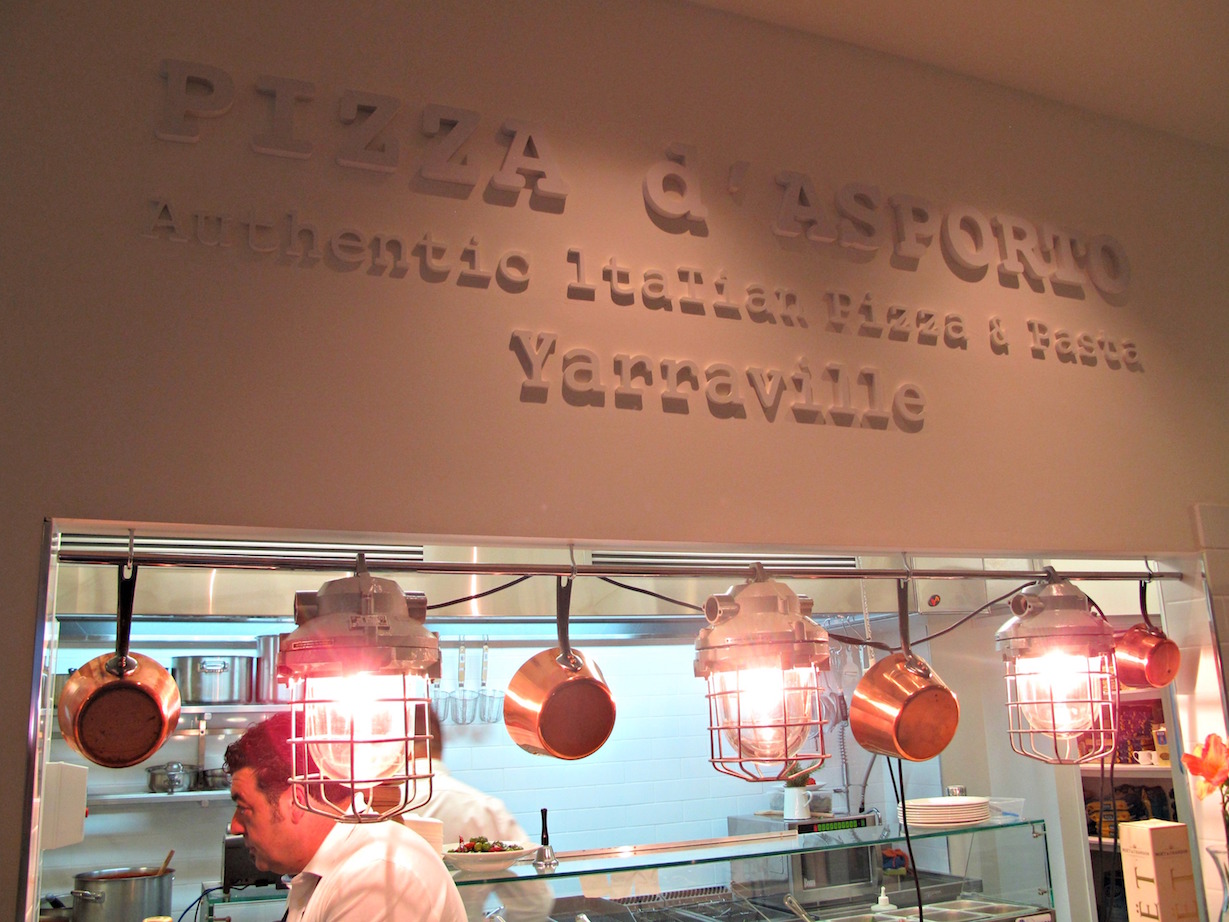 PIZZA d'ASPORTO
Authentic Italian Pizza & Pasta
Yarraville